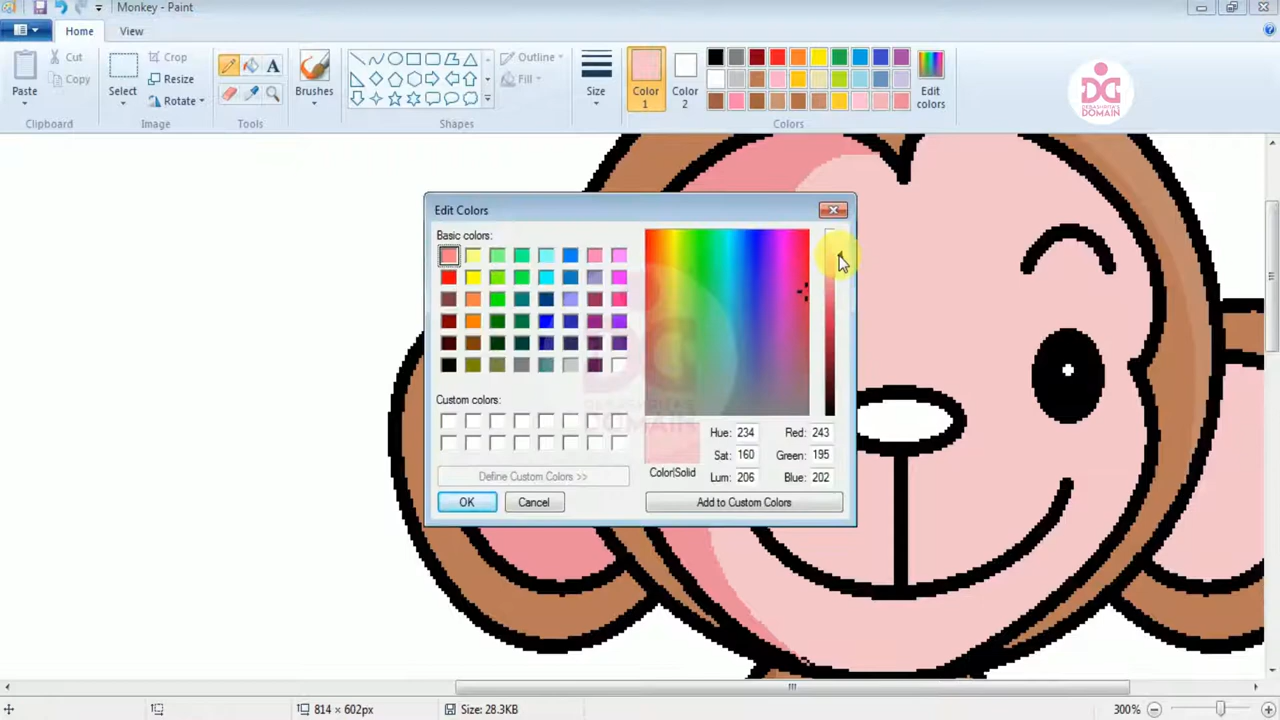 Monkey - Paint
Home
View
Paste
Cut
Copy
Clipboard
Select
Crop
Resize
Rotate
Image
A
Tools
Brushes
Outline
Fill
Shapes
Size
Color
1
Color
2
Edit
colors
Colors
DEBASHRITA'S
DOMAIN
Edit Colors
Basic colors:
Custom colors:
Define Custom Colors >>
OK
Cancel
Color|Solid
Hue: 234
Sat: 160
Lum: 206
Red: 243
Green: 195
Blue: 202
Add to Custom Colors
DEBASHRITA'S
DOMAIN
814 × 602px
Size: 28.3KB
300%